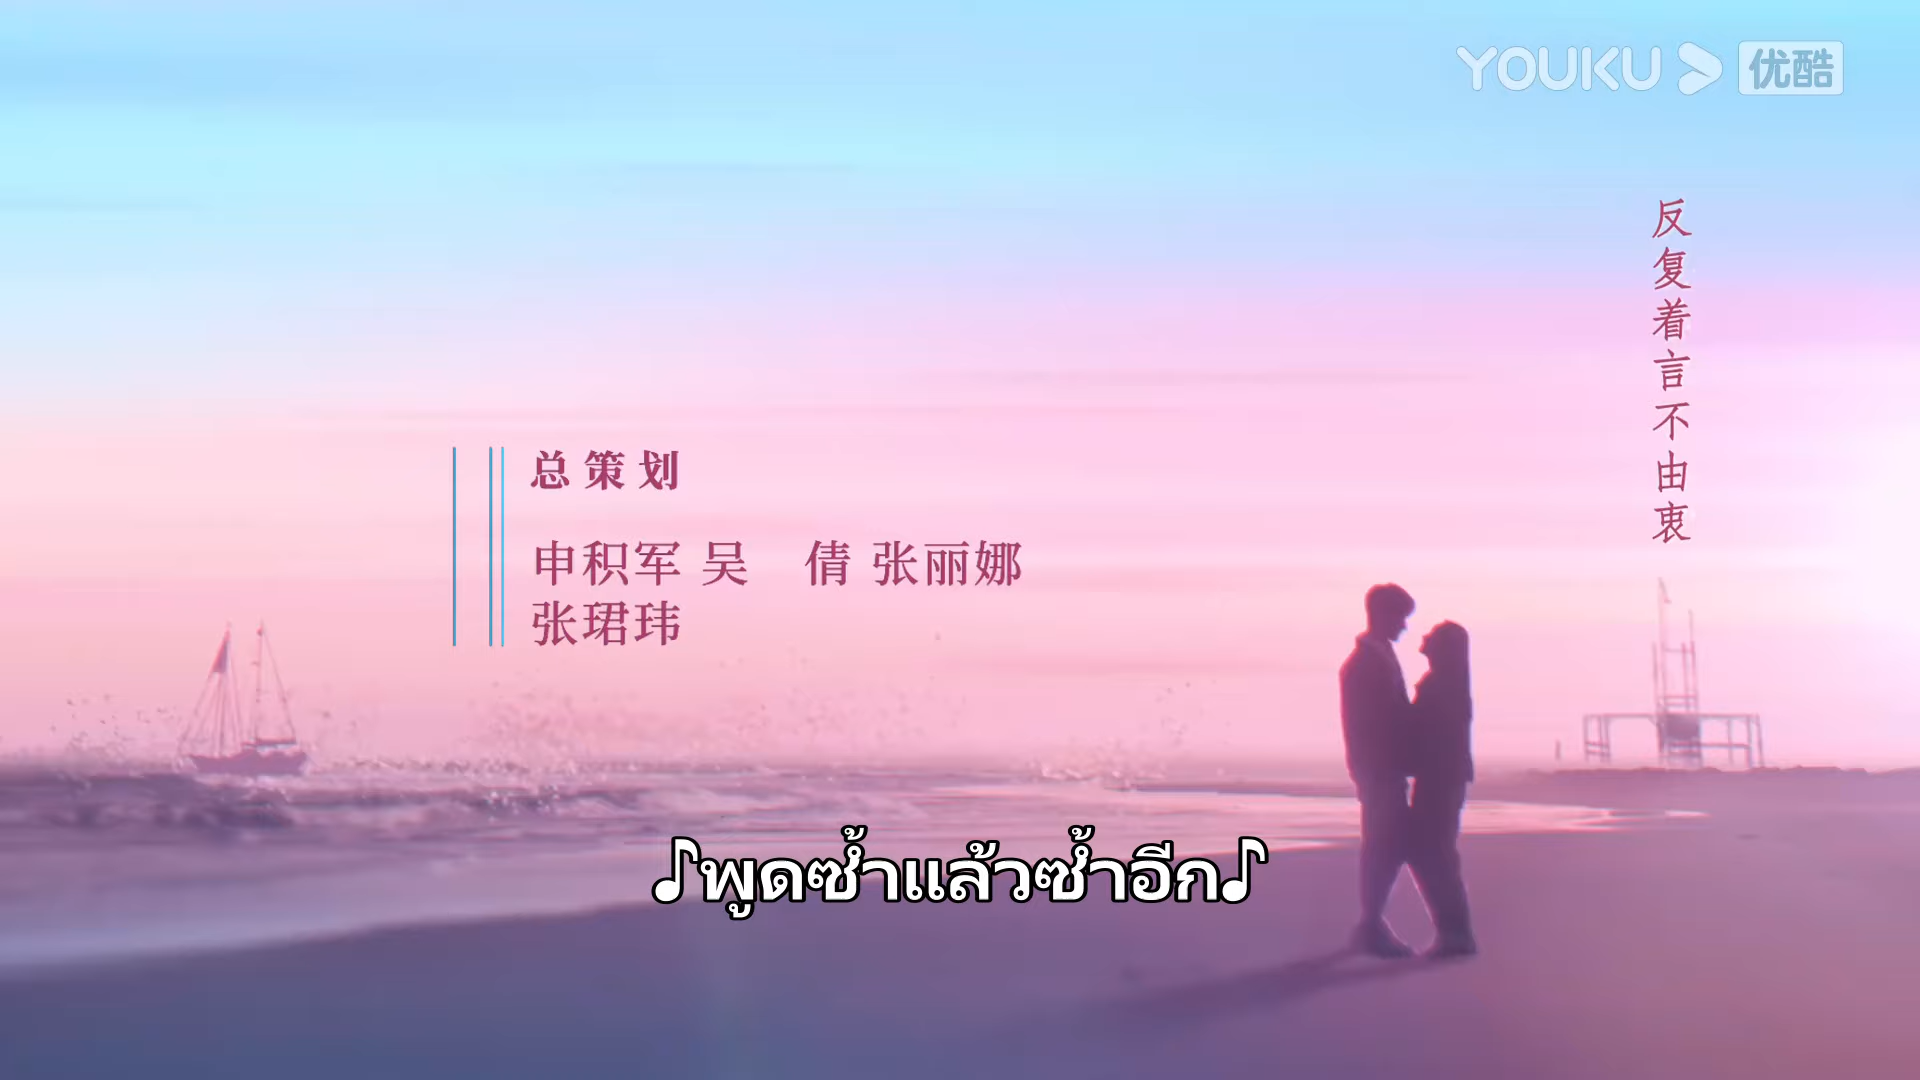 YOUKU 优酷
反复着言不由衷
总策划
申积军 吴 倩 张丽娜
张珺玮
♪พูดซ้ำแล้วซ้ำอีก♪